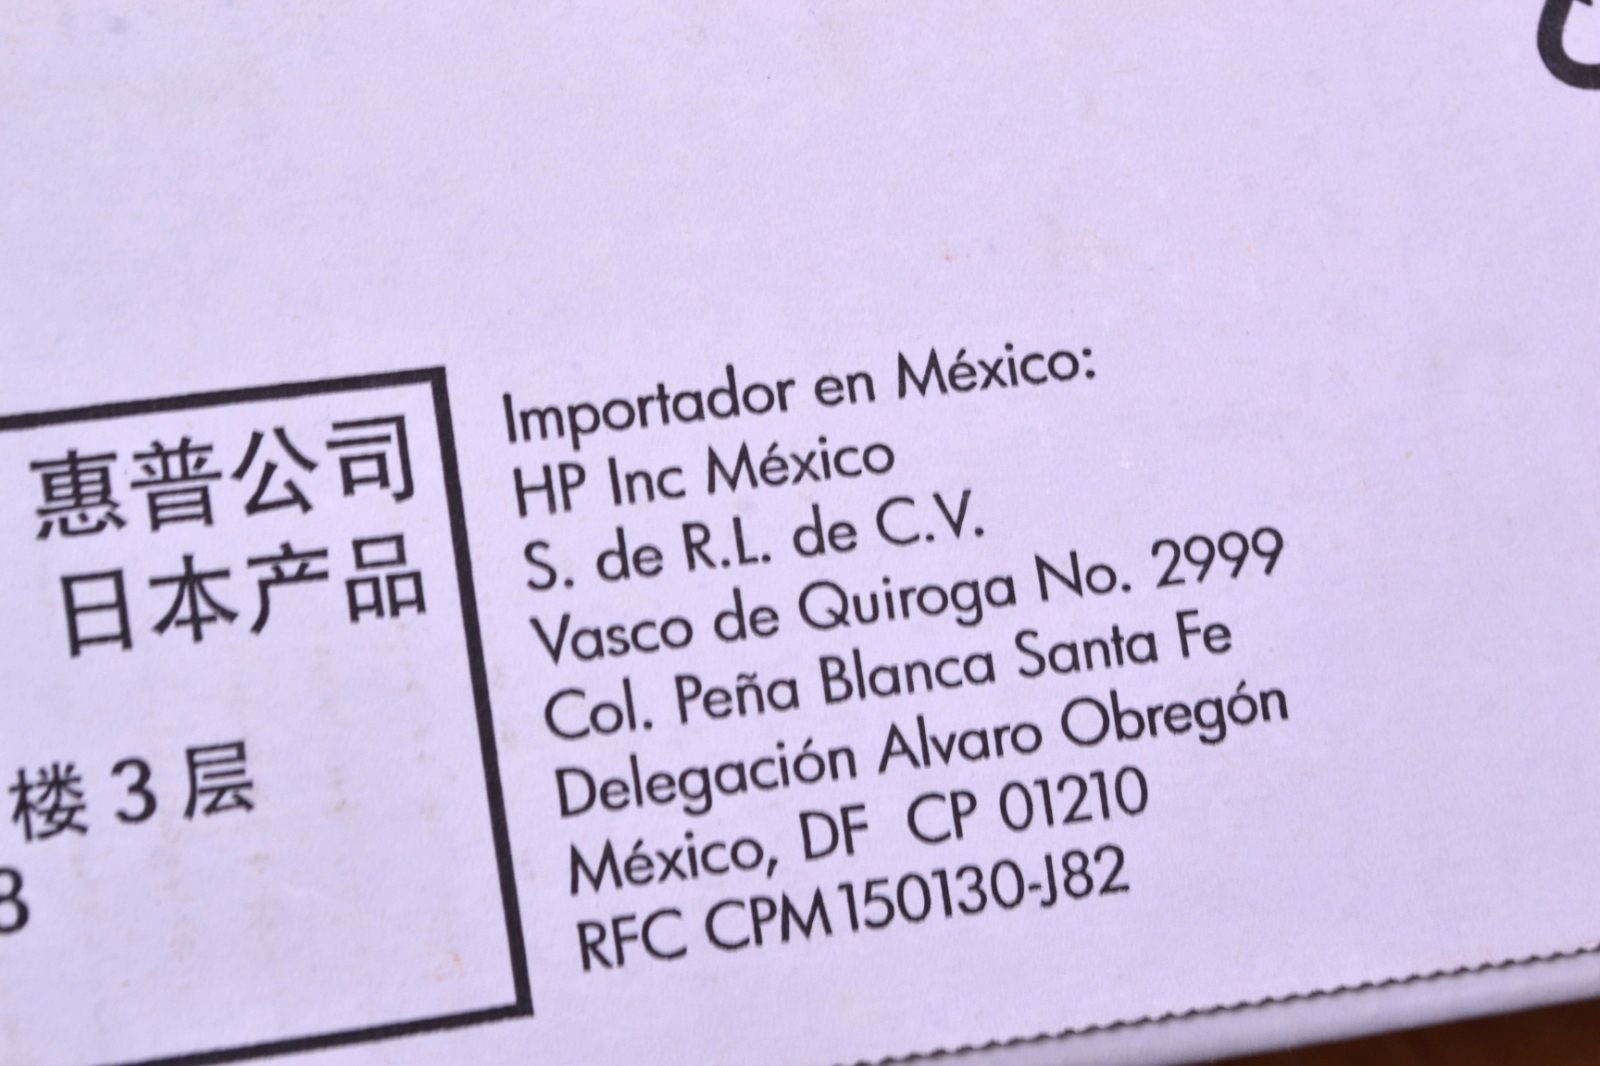 惠普公司
日本产品
楼3层
8
Importador en México:
HP Inc México
S. de R.L. de C.V.
Vasco de Quiroga No. 2999
Col. Peña Blanca Santa Fe
Delegación Alvaro Obregón
México, DF  CP 01210
RFC CPM150130-J82